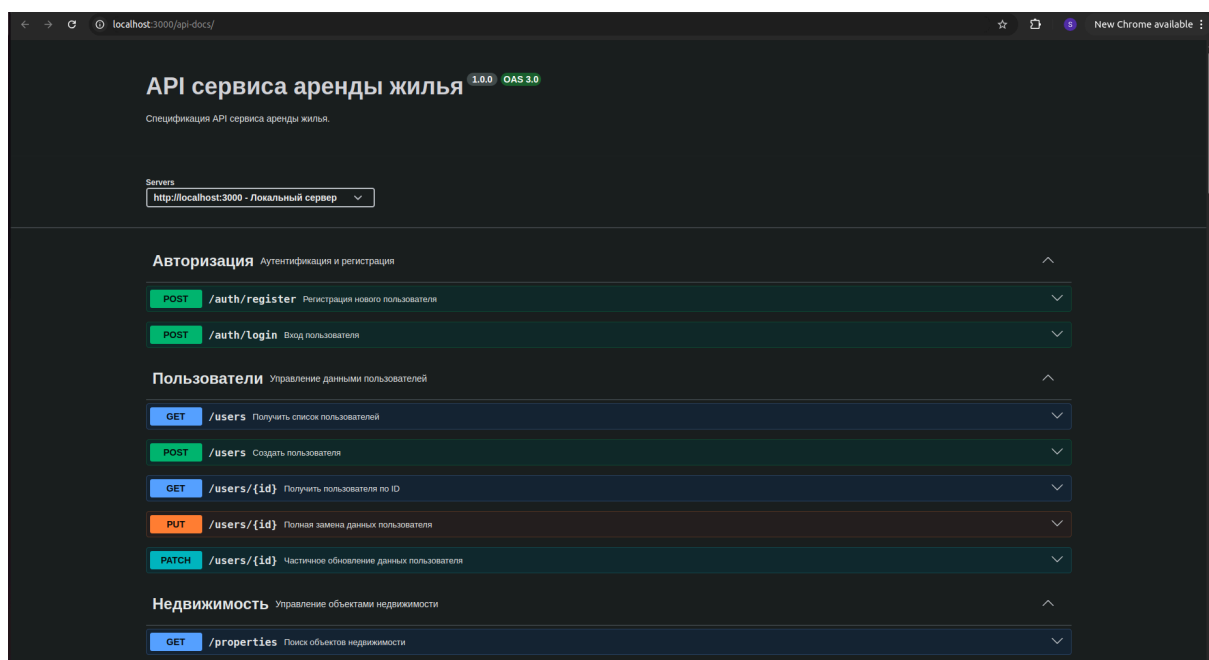 localhost:3000/api-docs/
S
New Chrome available
API сервиса аренды жилья 1.0.0 OAS 3.0
Спецификация API сервиса аренды жилья.
Servers
http://localhost:3000 - Локальный сервер
Авторизация Аутентификация и регистрация
POST /auth/register Регистрация нового пользователя
POST /auth/login Вход пользователя
Пользователи Управление данными пользователей
GET /users Получить список пользователей
POST /users Создать пользователя
GET /users/{id} Получить пользователя по ID
PUT /users/{id} Полная замена данных пользователя
PATCH /users/{id} Частичное обновление данных пользователя
Недвижимость Управление объектами недвижимости
GET /properties Поиск объектов недвижимости